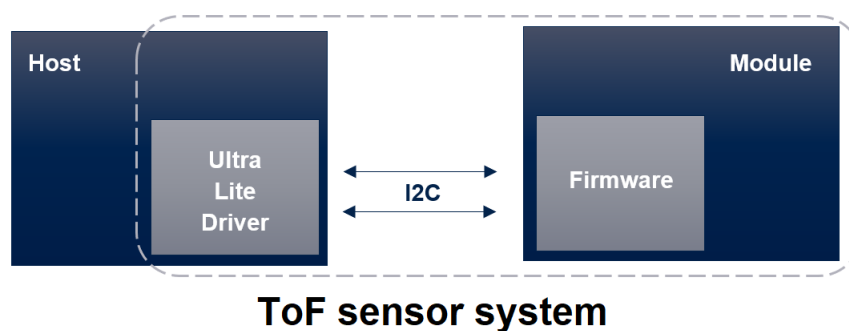 Host
Module
Ultra
Lite
Driver
I2C
Firmware
ToF sensor system